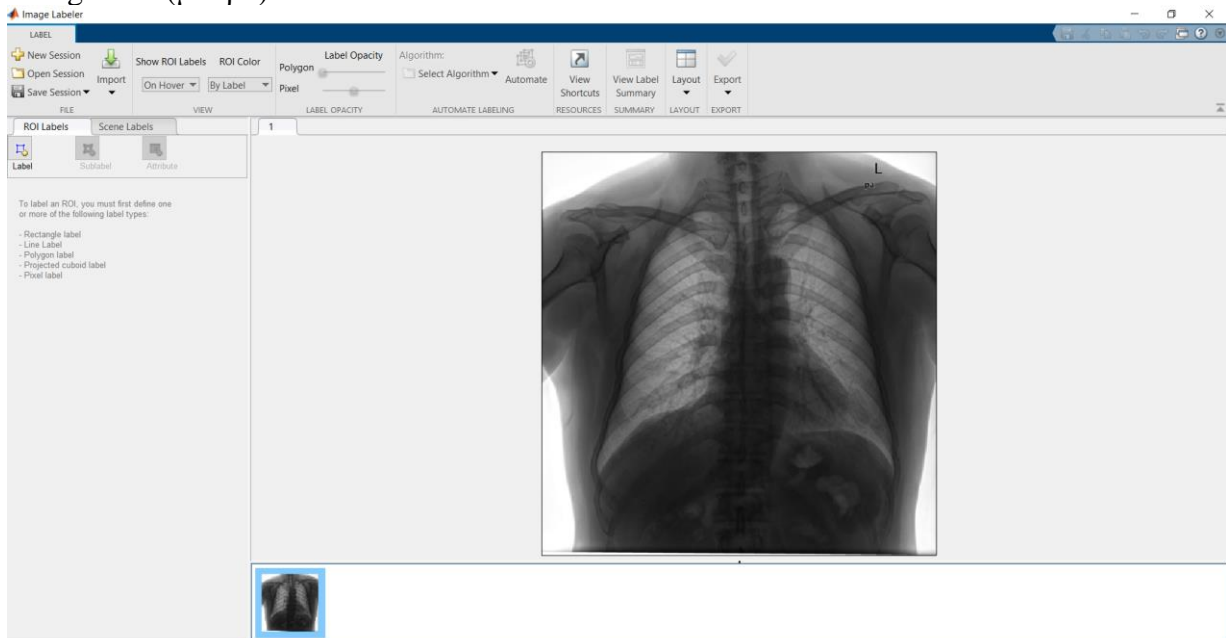 Image Labeler
LABEL
New Session
Open Session
Save Session
Import
FILE
Show ROI Labels
ROI Color
On Hover
By Label
VIEW
Label Opacity
Polygon
Pixel
LABEL OPACITY
Algorithm:
Select Algorithm
Automate
AUTOMATE LABELING
View
Shortcuts
RESOURCES
View Label
Summary
SUMMARY
Layout
LAYOUT
Export
EXPORT
ROI Labels
Scene Labels
1
Label
Sublabel
Attribute
To label an ROI, you must first define one
or more of the following label types:
- Rectangle label
- Line Label
- Polygon label
- Projected cuboid label
- Pixel label
L